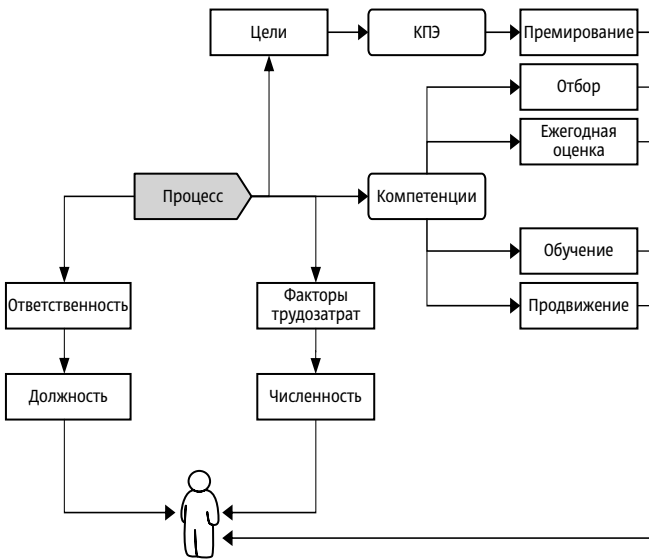 Цели
КПЭ
Премирование
Отбор
Ежегодная
оценка
Процесс
Компетенции
Обучение
Ответственность
Факторы
трудозатрат
Продвижение
Должность
Численность